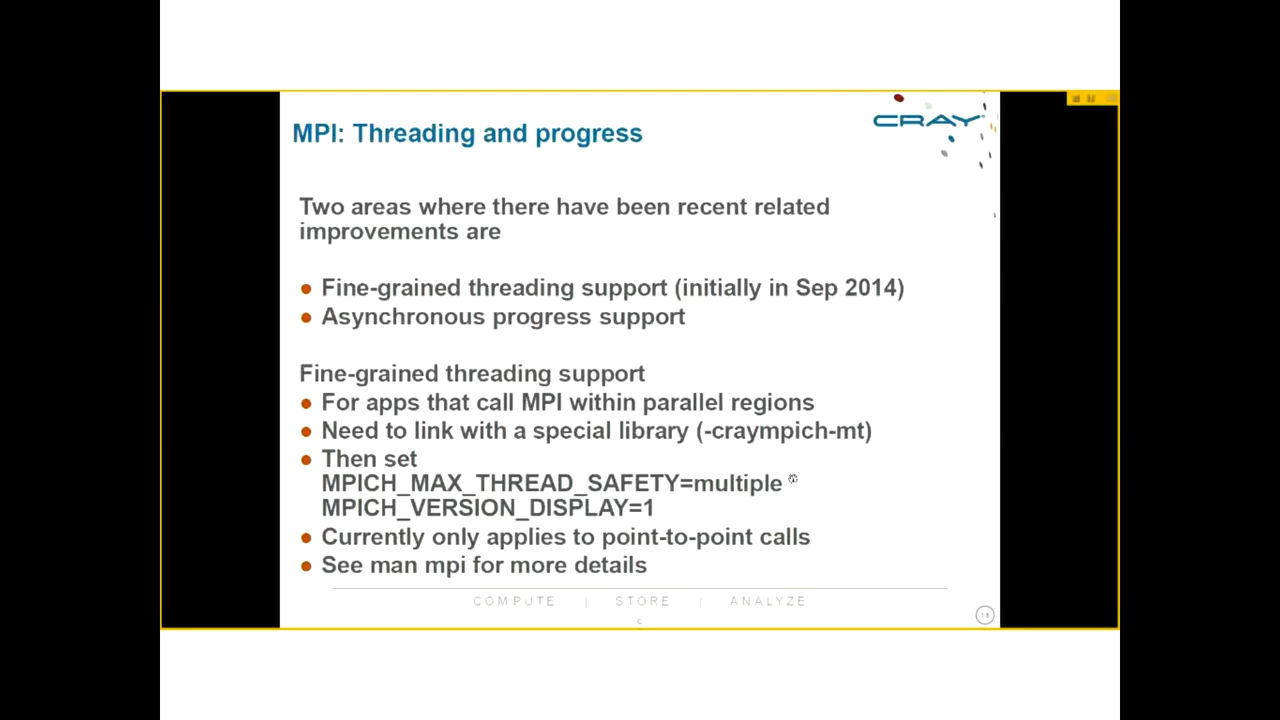 CRAY
MPI: Threading and progress
Two areas where there have been recent related
improvements are
● Fine-grained threading support (initially in Sep 2014)
● Asynchronous progress support
Fine-grained threading support
● For apps that call MPI within parallel regions
● Need to link with a special library (-craympich-mt)
● Then set
MPICH_MAX_THREAD_SAFETY=multiple
MPICH_VERSION_DISPLAY=1
● Currently only applies to point-to-point calls
● See man mpi for more details
COMPUTE | STORE | ANALYZE
C
13